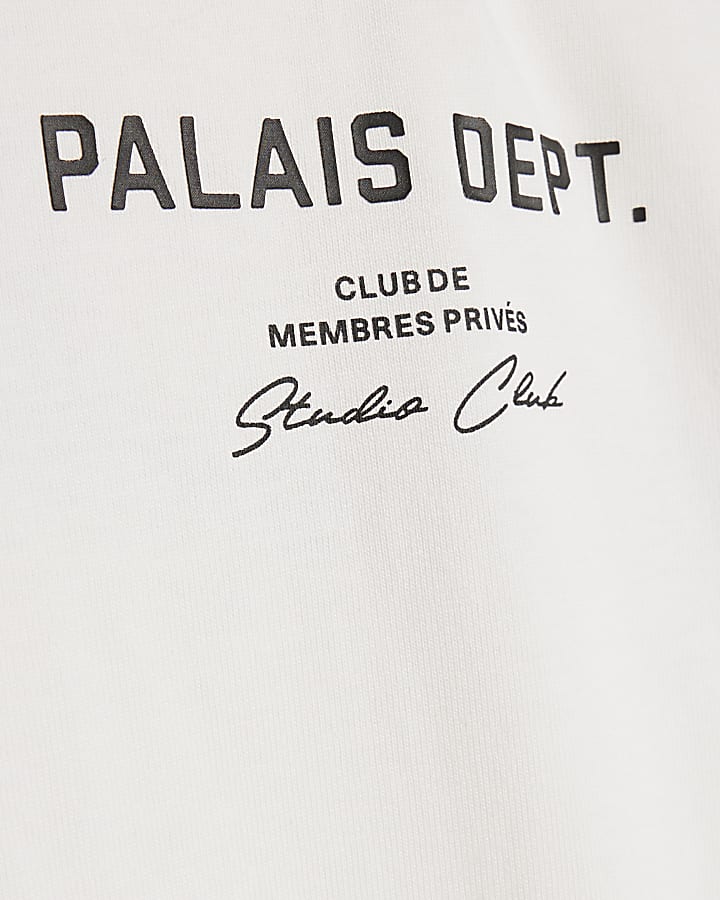 PALAIS DEPT.
CLUB DE
MEMBRES PRIVÉS
Studio Club